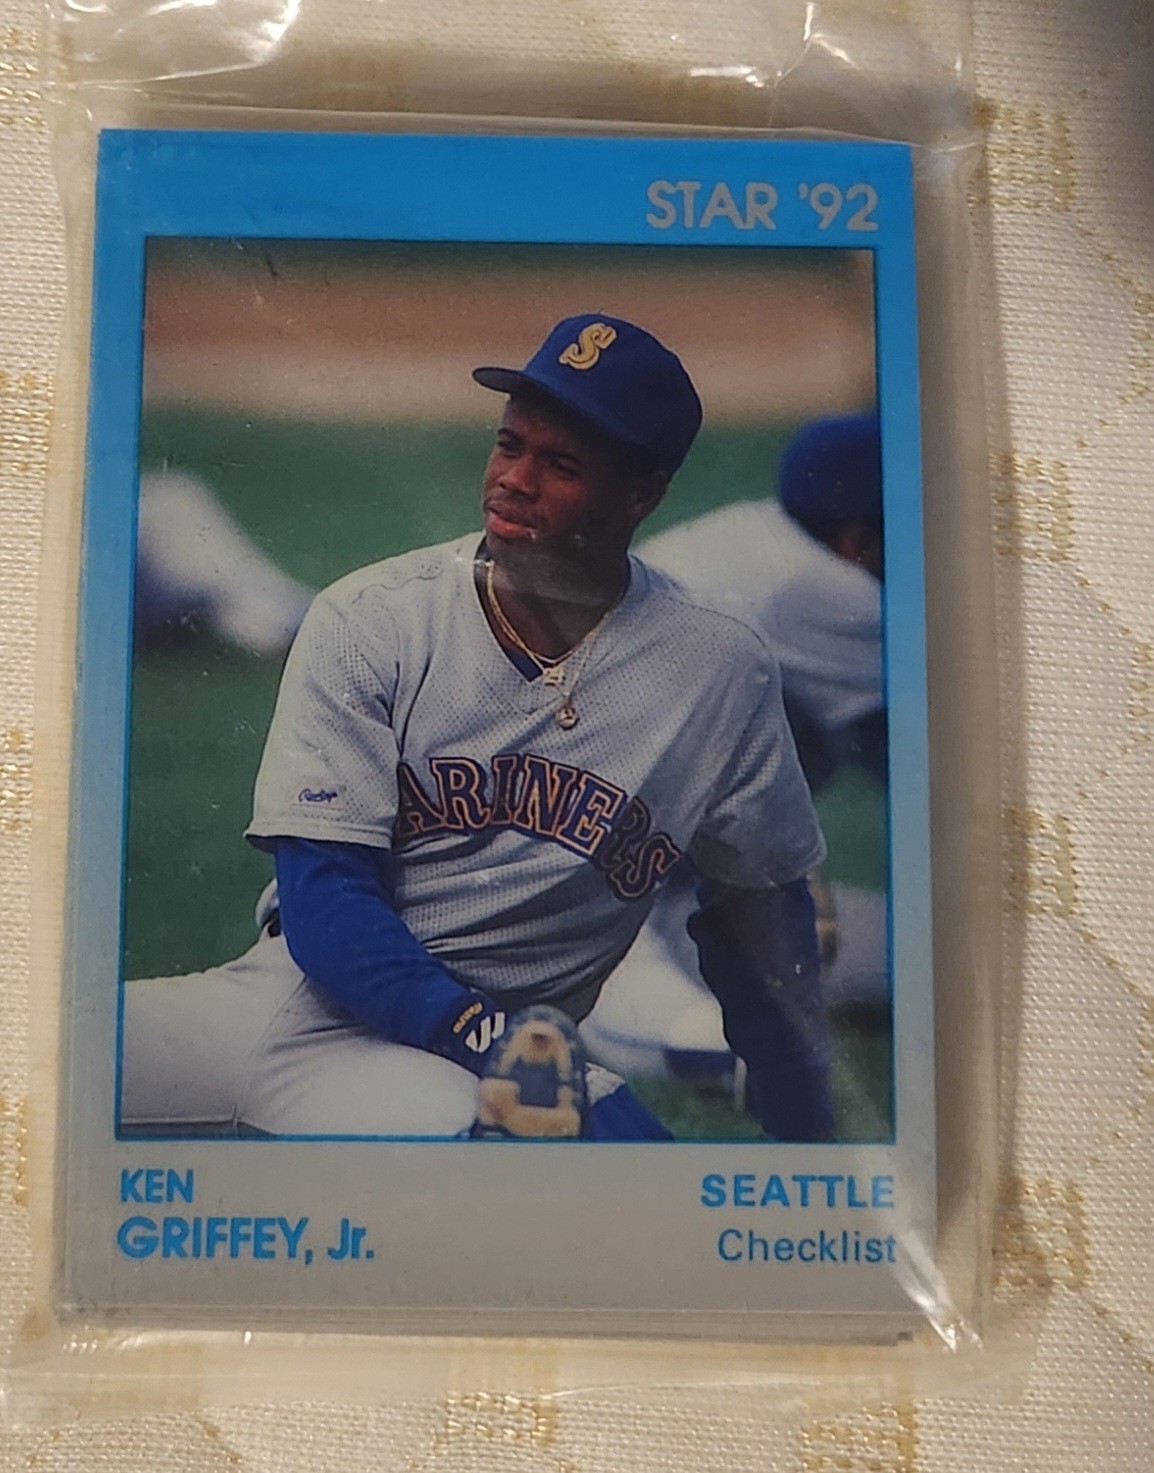 STAR '92
S
ARINERS
Rawlings
KEN
GRIFFEY, Jr.
SEATTLE
Checklist